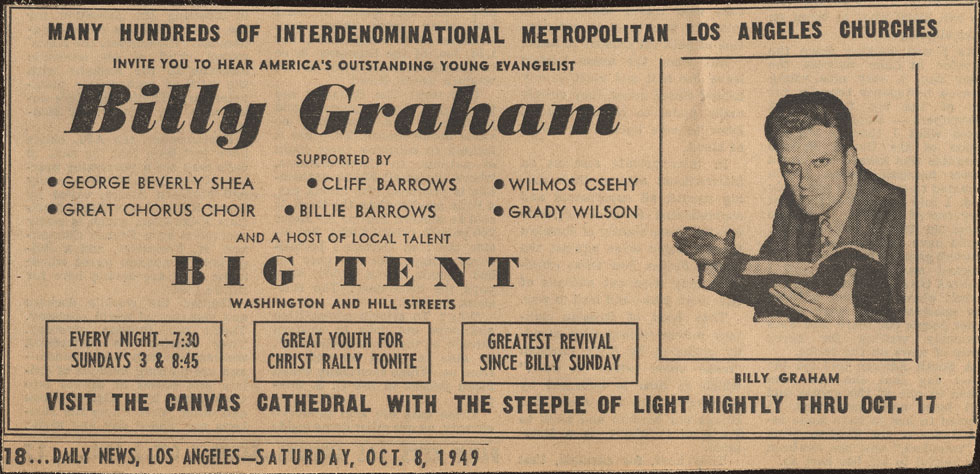 MANY HUNDREDS OF INTERDENOMINATIONAL METROPOLITAN LOS ANGELES CHURCHES
INVITE YOU TO HEAR AMERICA'S OUTSTANDING YOUNG EVANGELIST
Billy Graham
SUPPORTED BY
● GEORGE BEVERLY SHEA ● CLIFF BARROWS ● WILMOS CSEHY
● GREAT CHORUS CHOIR ● BILLIE BARROWS ● GRADY WILSON
AND A HOST OF LOCAL TALENT
BIG TENT
WASHINGTON AND HILL STREETS
EVERY NIGHT—7:30
SUNDAYS 3 & 8:45
GREAT YOUTH FOR
CHRIST RALLY TONITE
GREATEST REVIVAL
SINCE BILLY SUNDAY
BILLY GRAHAM
VISIT THE CANVAS CATHEDRAL WITH THE STEEPLE OF LIGHT NIGHTLY THRU OCT. 17
18...DAILY NEWS, LOS ANGELES—SATURDAY, OCT. 8, 1949